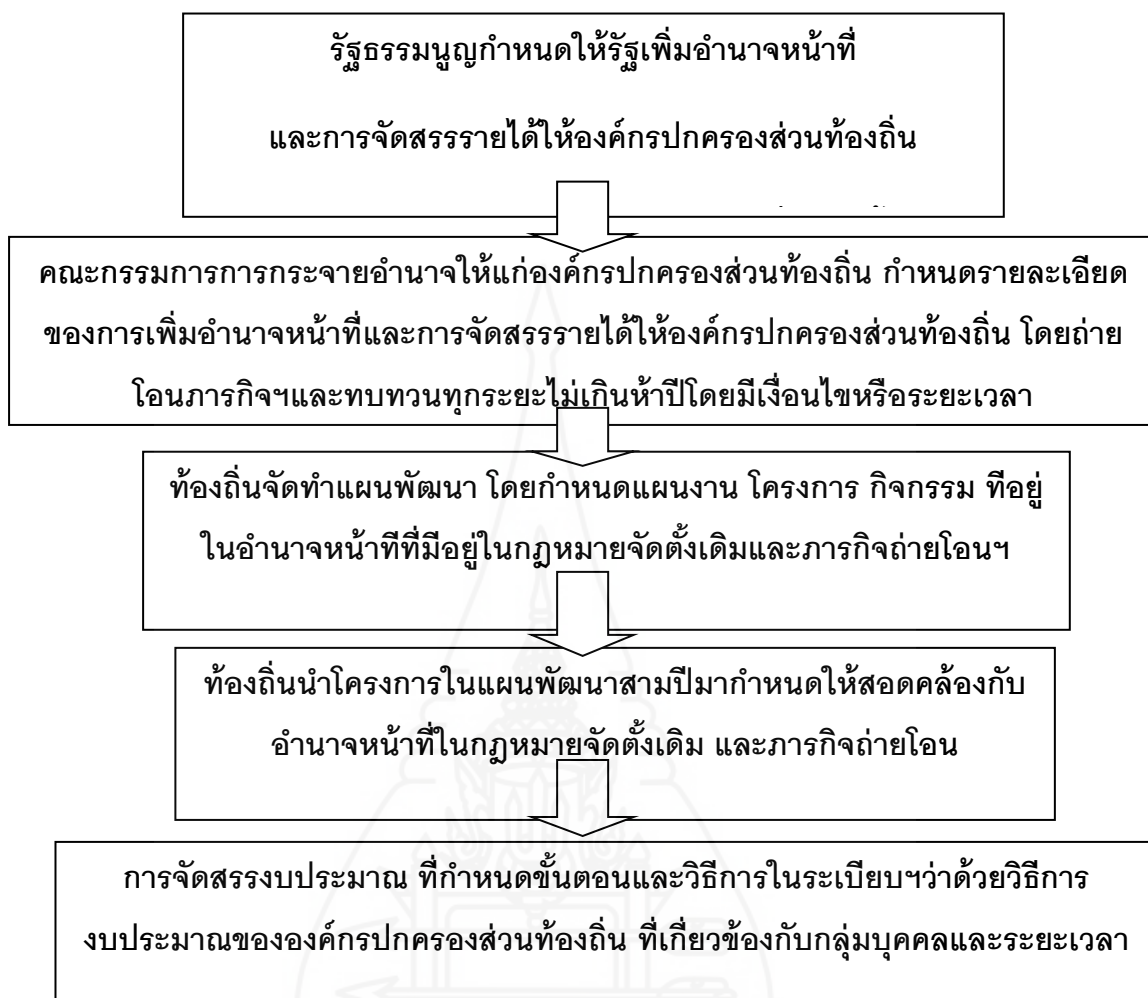 รัฐธรรมนูญกำหนดให้รัฐเพิ่มอำนาจหน้าที่
และการจัดสรรรายได้ให้องค์กรปกครองส่วนท้องถิ่น
คณะกรรมการการกระจายอำนาจให้แก่องค์กรปกครองส่วนท้องถิ่น กำหนดรายละเอียด
ของการเพิ่มอำนาจหน้าที่และการจัดสรรรายได้ให้องค์กรปกครองส่วนท้องถิ่น โดยถ่าย
โอนภารกิจฯและทบทวนทุกระยะไม่เกินห้าปีโดยมีเงื่อนไขหรือระยะเวลา
ท้องถิ่นจัดทำแผนพัฒนา โดยกำหนดแผนงาน โครงการ กิจกรรม ที่อยู่
ในอำนาจหน้าที่ที่มีอยู่ในกฎหมายจัดตั้งเดิมและภารกิจถ่ายโอนฯ
ท้องถิ่นนำโครงการในแผนพัฒนาสามปีมากำหนดให้สอดคล้องกับ
อำนาจหน้าที่ในกฎหมายจัดตั้งเดิม และภารกิจถ่ายโอน
การจัดสรรงบประมาณ ที่กำหนดขั้นตอนและวิธีการในระเบียบฯว่าด้วยวิธีการ
งบประมาณขององค์กรปกครองส่วนท้องถิ่น ที่เกี่ยวข้องกับกลุ่มบุคคลและระยะเวลา